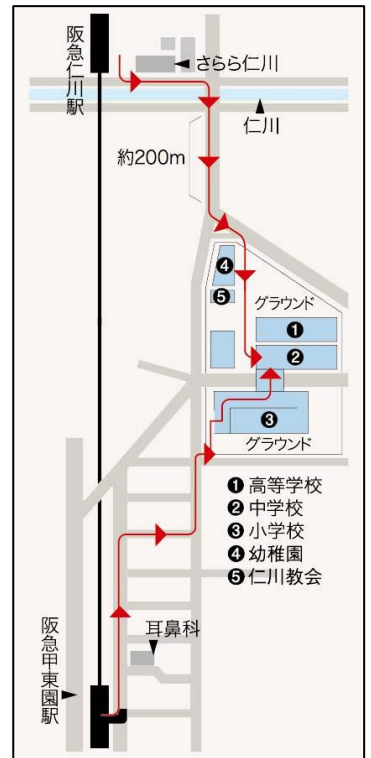 阪急仁川駅
さらら仁川
仁川
約200m
❹
❺
グラウンド
❶
❷
❸
グラウンド
❶高等学校
❷中学校
❸小学校
❹幼稚園
❺仁川教会
耳鼻科
阪急甲東園駅